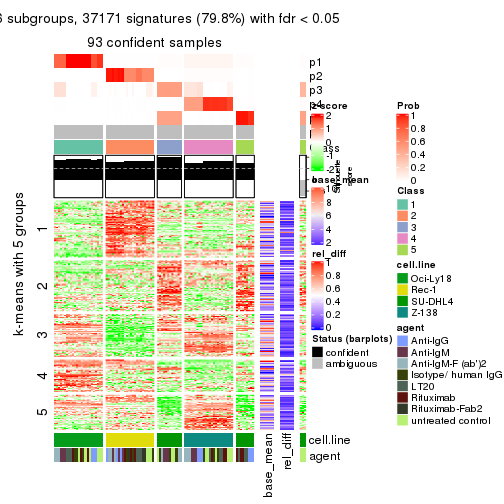 6 subgroups, 37171 signatures (79.8%) with fdr < 0.05
93 confident samples
p1
p2
p3
p4
Class
Silhouette
score
k-means with 5 groups
1
2
3
4
5
z-score
2
1
0
-1
-2
base_mean
10
8
6
4
2
rel_diff
1
0.8
0.6
0.4
0.2
0
Status (barplots)
confident
ambiguous
Prob
1
0.8
0.6
0.4
0.2
0
Class
1
2
3
4
5
cell.line
Oci-Ly18
Rec-1
SU-DHL4
Z-138
agent
Anti-IgG
Anti-IgM
Anti-IgM-F (ab')2
Isotype/ human IgG
LT20
Rituximab
Rituximab-Fab2
untreated control
cell.line
agent
base_mean
rel_diff